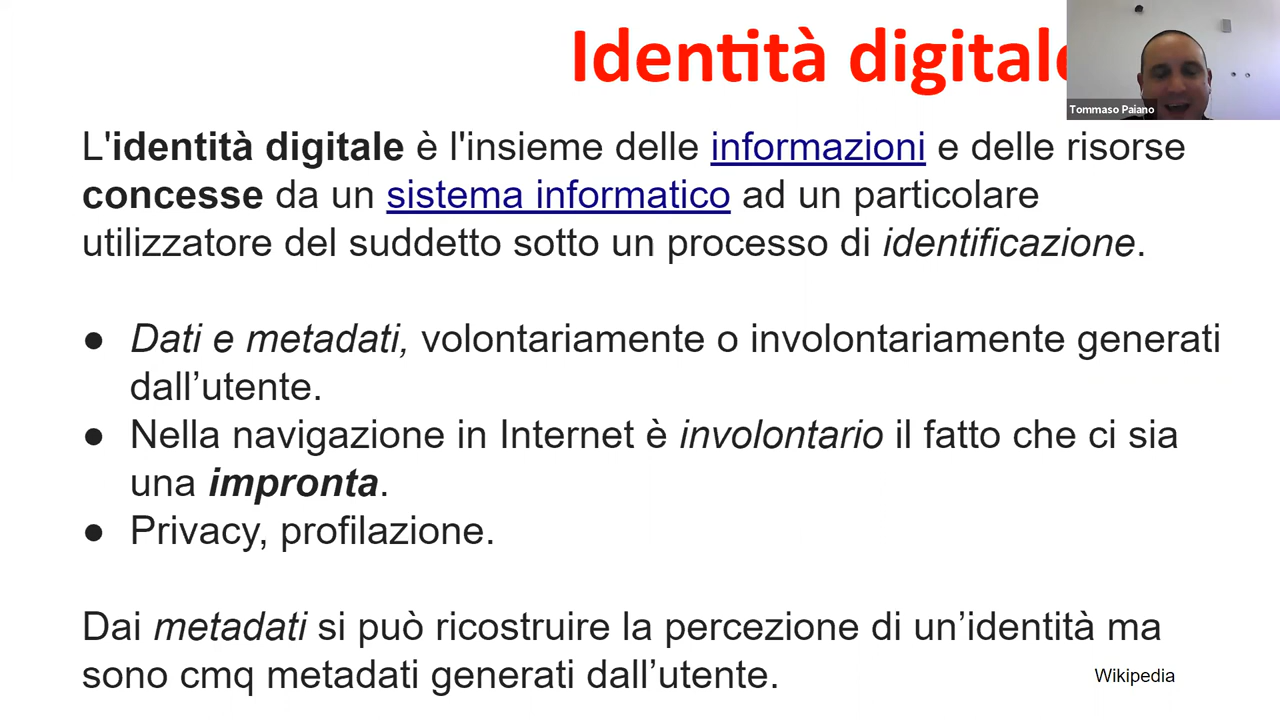 Identità digitale
Tommaso Paiano
L'identità digitale è l'insieme delle informazioni e delle risorse
concesse da un sistema informatico ad un particolare
utilizzatore del suddetto sotto un processo di identificazione.
● Dati e metadati, volontariamente o involontariamente generati
dall’utente.
● Nella navigazione in Internet è involontario il fatto che ci sia
una impronta.
● Privacy, profilazione.
Dai metadati si può ricostruire la percezione di un’identità ma
sono cmq metadati generati dall’utente.
Wikipedia